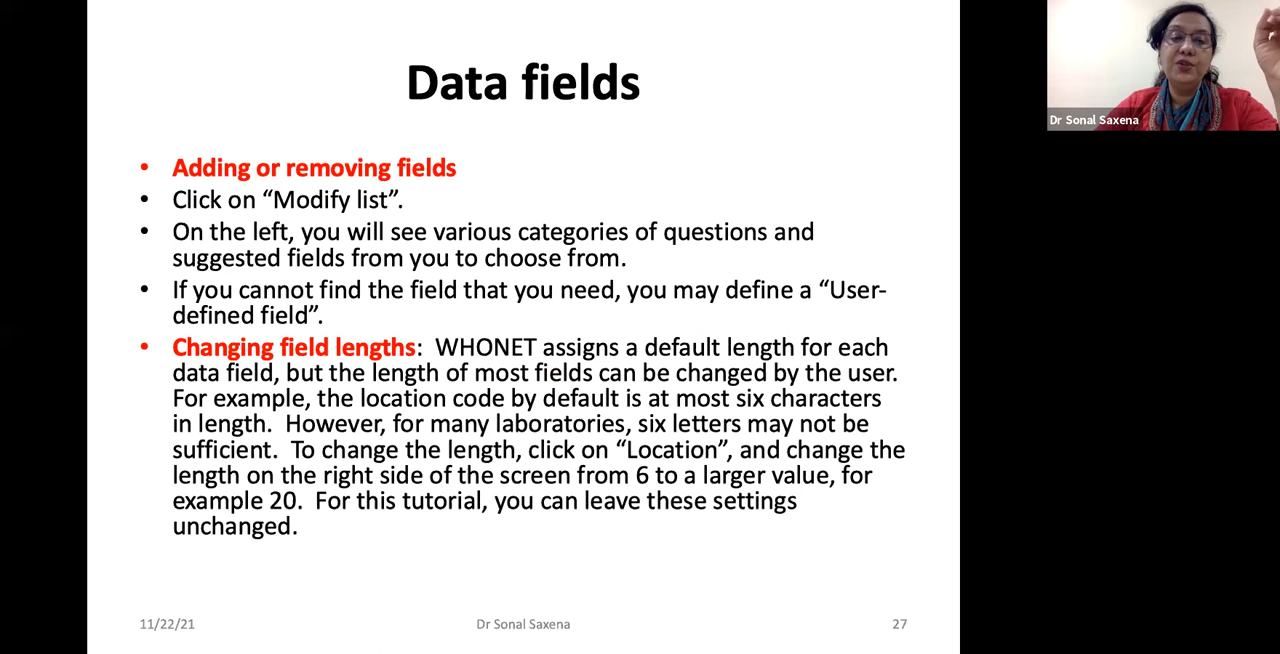 Data fields
• Adding or removing fields
• Click on “Modify list”.
• On the left, you will see various categories of questions and
suggested fields from you to choose from.
• If you cannot find the field that you need, you may define a “User-
defined field”.
• Changing field lengths:  WHONET assigns a default length for each
data field, but the length of most fields can be changed by the user.
For example, the location code by default is at most six characters
in length.  However, for many laboratories, six letters may not be
sufficient.  To change the length, click on “Location”, and change the
length on the right side of the screen from 6 to a larger value, for
example 20.  For this tutorial, you can leave these settings
unchanged.
11/22/21
Dr Sonal Saxena
27
Dr Sonal Saxena